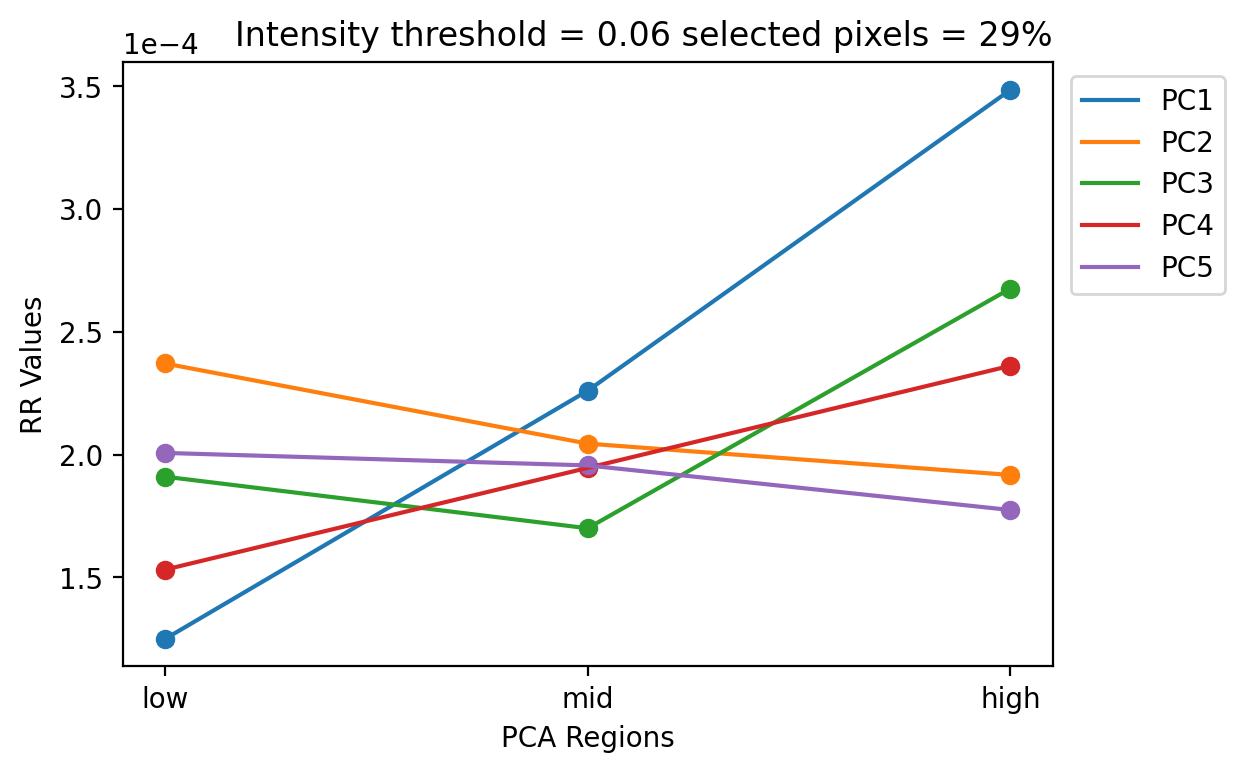 Intensity threshold = 0.06 selected pixels = 29%
1e−4
3.5
3.0
2.5
2.0
1.5
RR Values
low
mid
high
PCA Regions
PC1
PC2
PC3
PC4
PC5